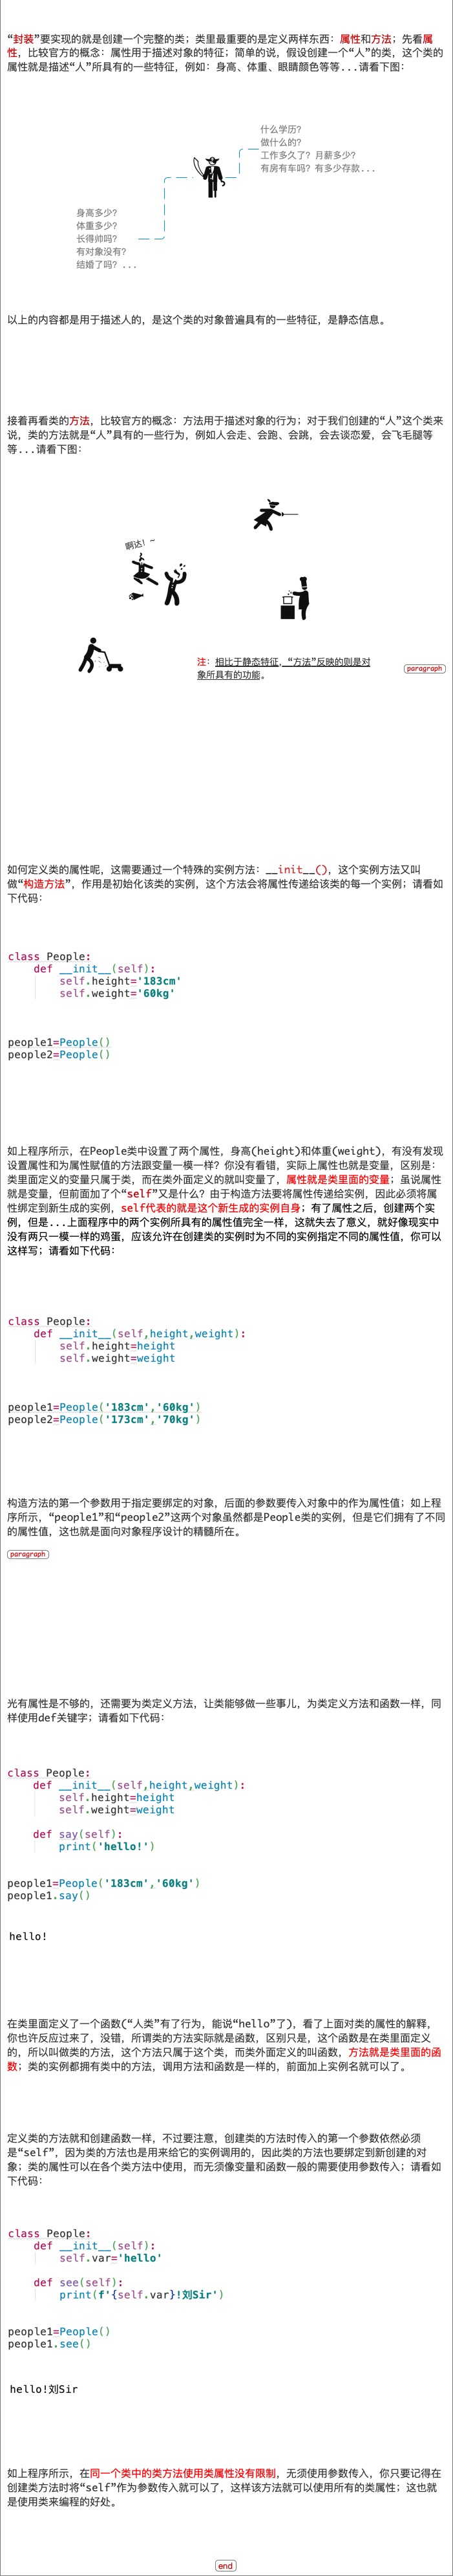 “封装”要实现的就是创建一个完整的类；类里最重要的是定义两样东西：属性和方法；先看属
性，比较官方的概念：属性用于描述对象的特征；简单的说，假设创建一个“人”的类，这个类的
属性就是描述“人”所具有的一些特征，例如：身高、体重、眼睛颜色等等...请看下图：
什么学历？
做什么的？
工作多久了？月薪多少？
有房有车吗？有多少存款...
身高多少？
体重多少？
长得帅吗？
有对象没有？
结婚了吗？...
以上的内容都是用于描述人的，是这个类的对象普遍具有的一些特征，是静态信息。
接着再看类的方法，比较官方的概念：方法用于描述对象的行为；对于我们创建的“人”这个类来
说，类的方法就是“人”具有的一些行为，例如人会走、会跑、会跳，会去谈恋爱，会飞毛腿等
等...请看下图：
啊达！~
注：相比于静态特征，“方法”反映的则是对
象所具有的功能。
paragraph
如何定义类的属性呢，这需要通过一个特殊的实例方法：__init__()，这个实例方法又叫
做“构造方法”，作用是初始化该类的实例，这个方法会将属性传递给该类的每一个实例；请看如
下代码：
class People:
    def __init__(self):
        self.height='183cm'
        self.weight='60kg'
people1=People()
people2=People()
如上程序所示，在People类中设置了两个属性，身高(height)和体重(weight)，有没有发现
设置属性和为属性赋值的方法跟变量一模一样？你没有看错，实际上属性也就是变量，区别是：
类里面定义的变量只属于类，而在类外面定义的就叫变量了，属性就是类里面的变量；虽说属性
就是变量，但前面加了个“self”又是什么？由于构造方法要将属性传递给实例，因此必须将属
性绑定到新生成的实例，self代表的就是这个新生成的实例自身；有了属性之后，创建两个实
例，但是...上面程序中的两个实例所具有的属性值完全一样，这就失去了意义，就好像现实中
没有两只一模一样的鸡蛋，应该允许在创建类的实例时为不同的实例指定不同的属性值，你可以
这样写；请看以下代码：
class People:
    def __init__(self,height,weight):
        self.height=height
        self.weight=weight
people1=People('183cm','60kg')
people2=People('173cm','70kg')
构造方法的第一个参数用于指定要绑定的对象，后面的参数要传入对象中的作为属性值；如上程
序所示，“people1”和“people2”这两个对象虽然都是People类的实例，但是它们拥有了不同
的属性值，这也就是面向对象程序设计的精髓所在。
paragraph
光有属性是不够的，还需要为类定义方法，让类能够做一些事儿，为类定义方法和函数一样，同
样使用def关键字；请看如下代码：
class People:
    def __init__(self,height,weight):
        self.height=height
        self.weight=weight
    def say(self):
        print('hello!')
people1=People('183cm','60kg')
people1.say()
hello!
在类里面定义了一个函数(“人类”有了行为，能说“hello”了)，看了上面对类的属性的解释，
你也许反应过来了，没错，所谓类的方法实际就是函数，区别只是，这个函数是在类里面定义
的，所以叫做类的方法，这个方法只属于这个类，而类外面定义的叫函数，方法就是类里面的函
数；类的实例都拥有类中的方法，调用方法和函数是一样的，前面加上实例名就可以了。
定义类的方法就和创建函数一样，不过要注意，创建类的方法时传入的第一个参数依然必须
是“self”，因为类的方法也是用来给它的实例调用的，因此类的方法也要绑定到新创建的对
象；类的属性可以在各个类方法中使用，而无须像变量和函数一般的需要使用参数传入；请看如
下代码：
class People:
    def __init__(self):
        self.var='hello'
    def see(self):
        print(f'{self.var}!刘Sir')
people1=People()
people1.see()
hello!刘Sir
如上程序所示，在同一个类中的类方法使用类属性没有限制，无须使用参数传入，你只要记得在
创建类方法时将“self”作为参数传入就可以了，这样该方法就可以使用所有的类属性；这也就
是使用类来编程的好处。
end